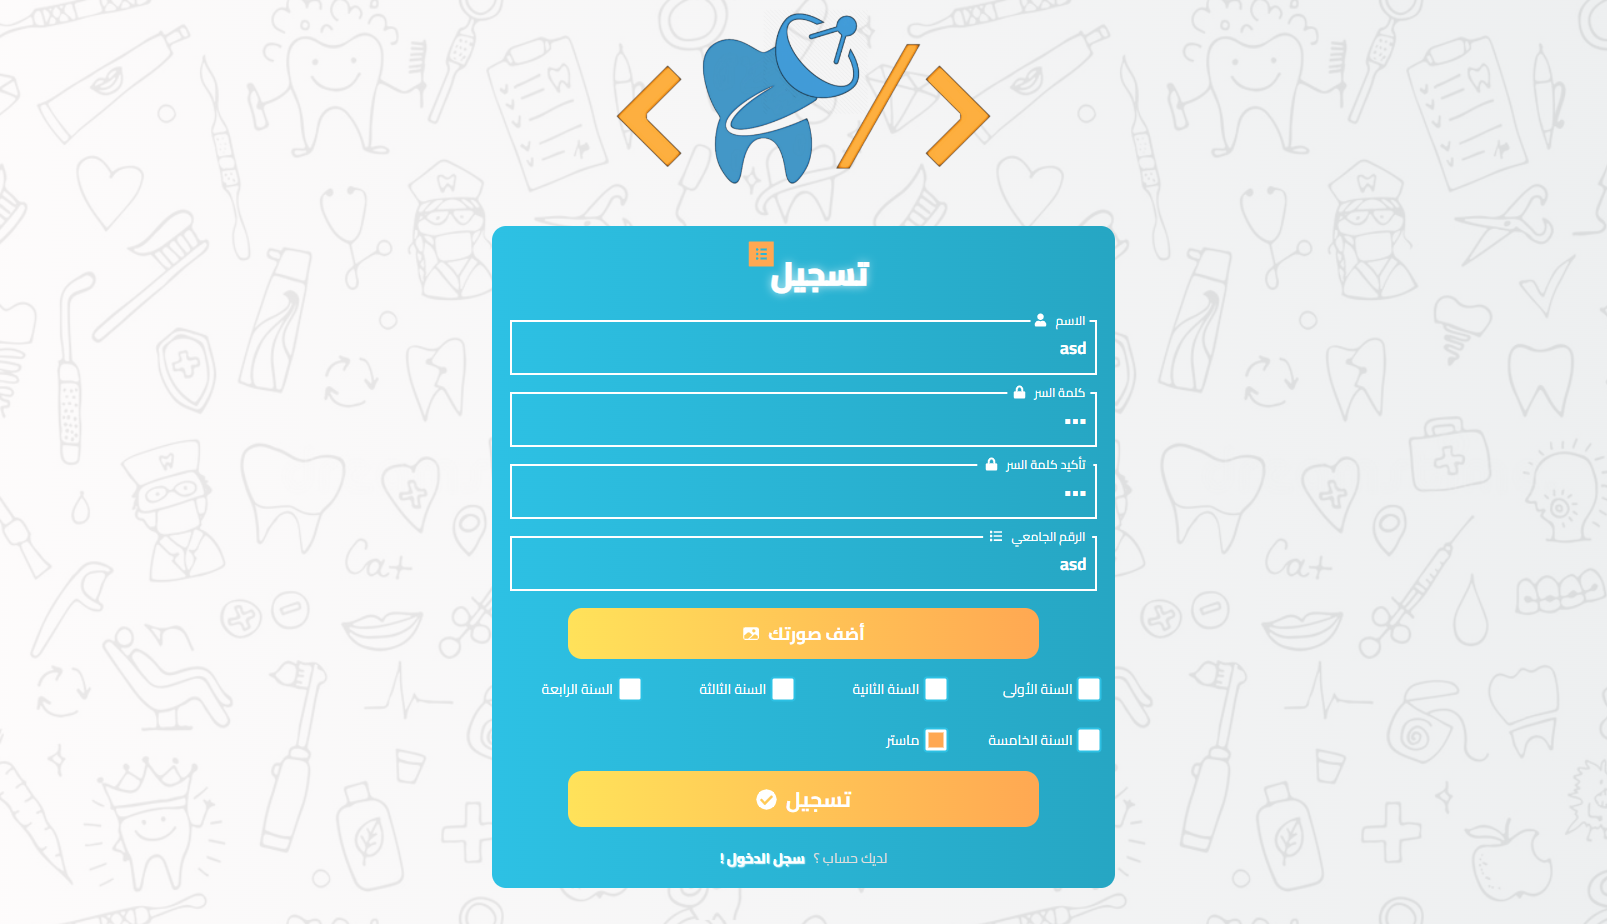 تسجيل
الاسم
asd
كلمة السر
تأكيد كلمة السر
الرقم الجامعي
asd
أضف صورتك
السنة الأولى
السنة الثانية
السنة الثالثة
السنة الرابعة
السنة الخامسة
ماستر
تسجيل
لديك حساب ؟ سجل الدخول !
Ca+
Ca+